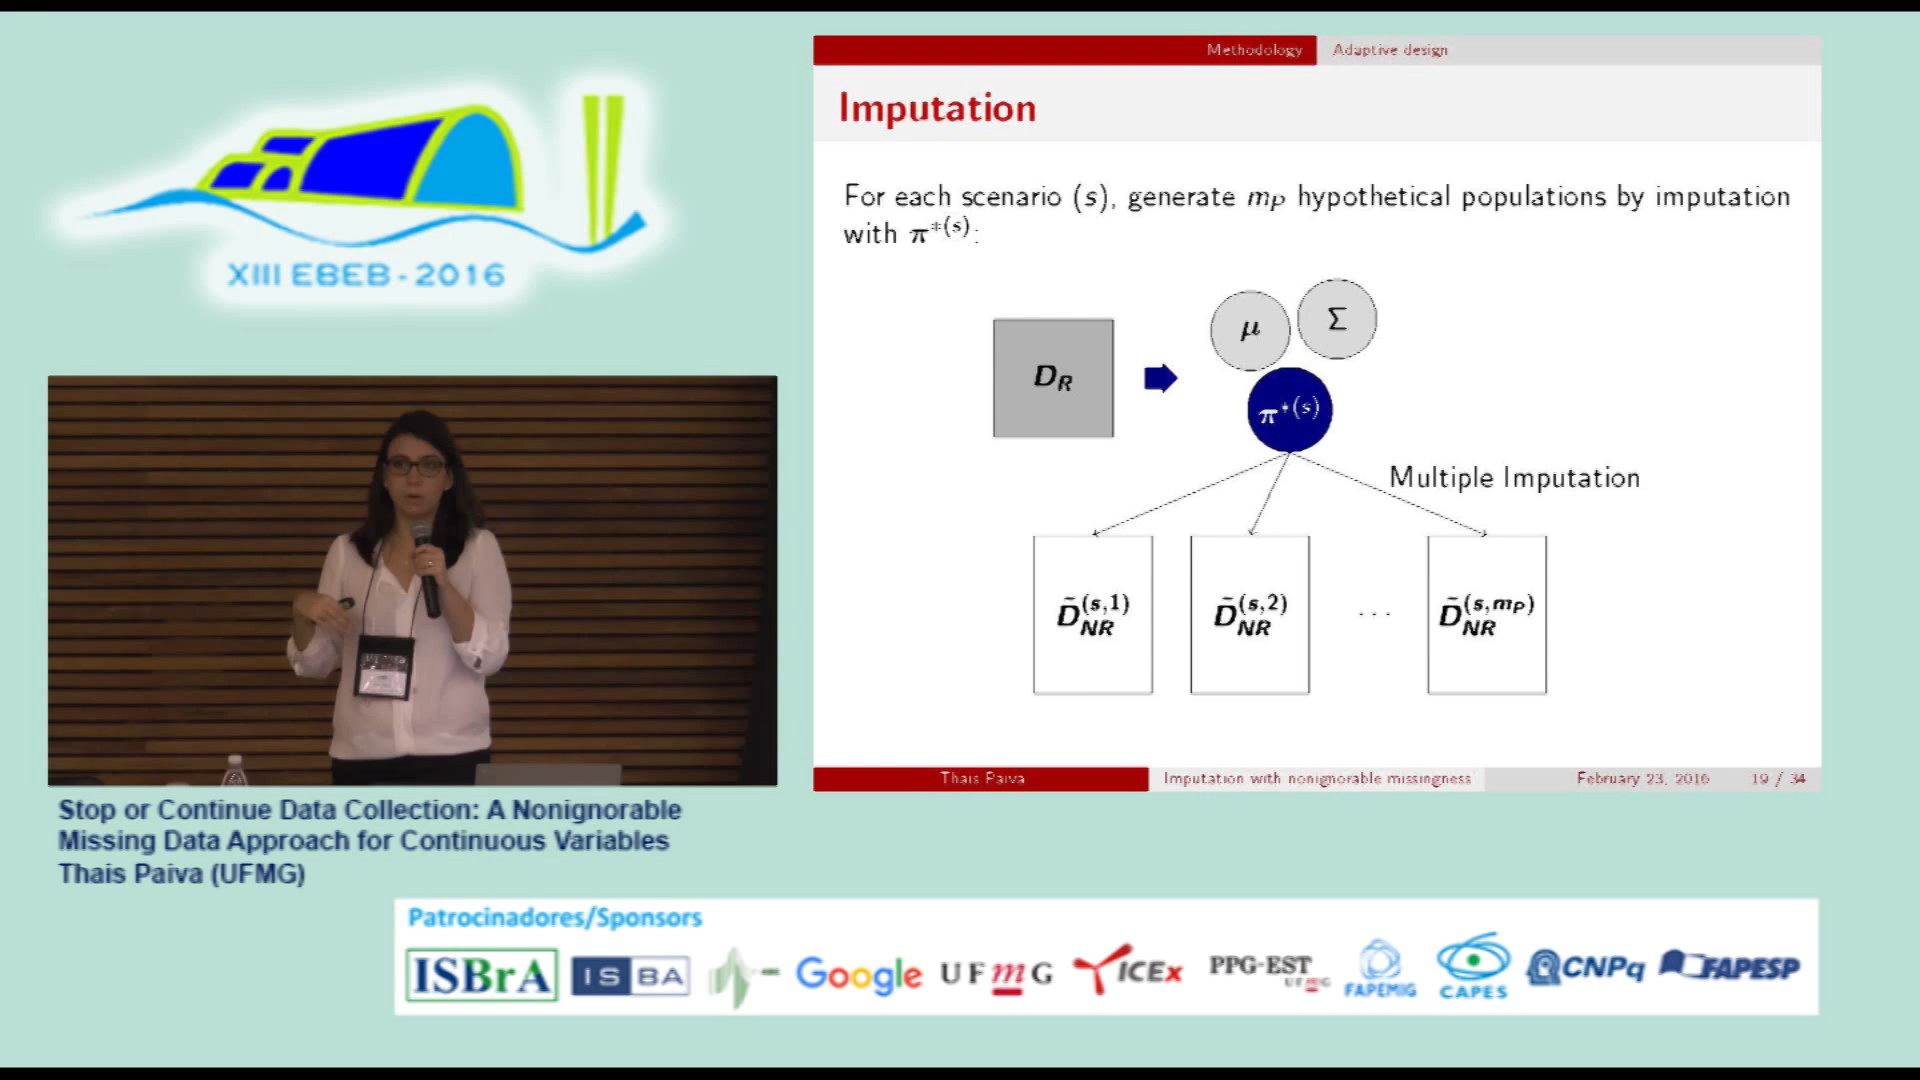 XIII EBEB - 2016
Methodology Adaptive design
Imputation
For each scenario (s), generate m_P hypothetical populations by imputation
with π*(s):
D_R
μ
Σ
π*(s)
Multiple Imputation
D̃_NR^(s,1)
D̃_NR^(s,2)
...
D̃_NR^(s,m_P)
Thais Paiva Imputation with nonignorable missingness February 23, 2016 19 / 34
Stop or Continue Data Collection: A Nonignorable
Missing Data Approach for Continuous Variables
Thais Paiva (UFMG)
Patrocinadores/Sponsors
ISBrA ISBA Google UFmG ICEx PPG-EST UFMG FAPEMIG CAPES CNPq FAPESP